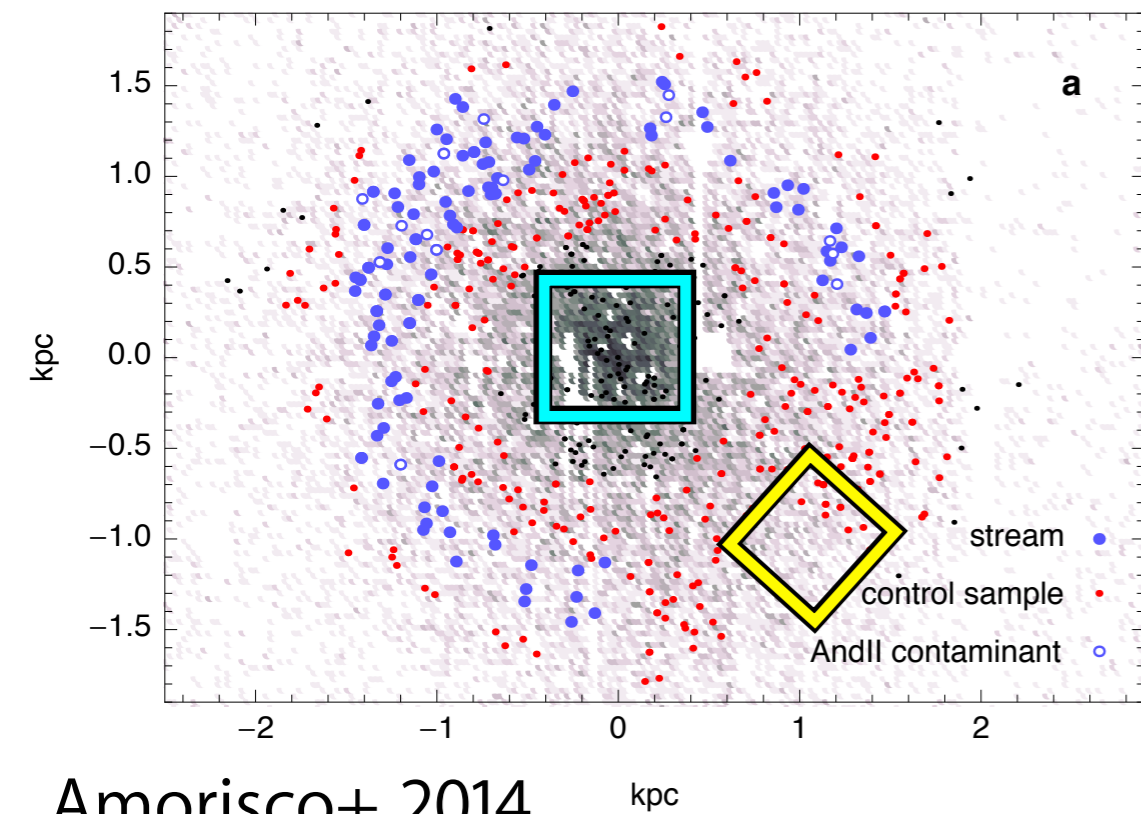 a
1.5
1.0
0.5
0.0
−0.5
−1.0
−1.5
kpc
stream
control sample
AndII contaminant
−2 −1 0 1 2
kpc
Amorisco+ 2014